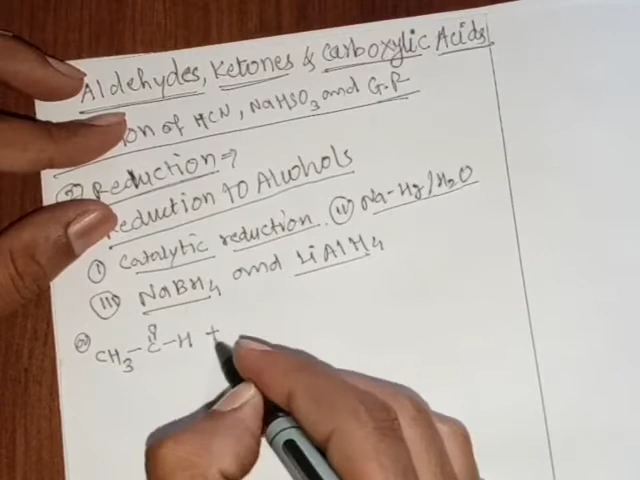 Aldehydes, Ketones & Carboxylic Acids
ion of HCN, NaHSO3 and G.R
Reduction ⇒
Reduction to Alcohols
(i) Catalytic reduction. (ii) Na-Hg/H2O
(iii) NaBH4 and LiAlH4
O
CH3-C-H +